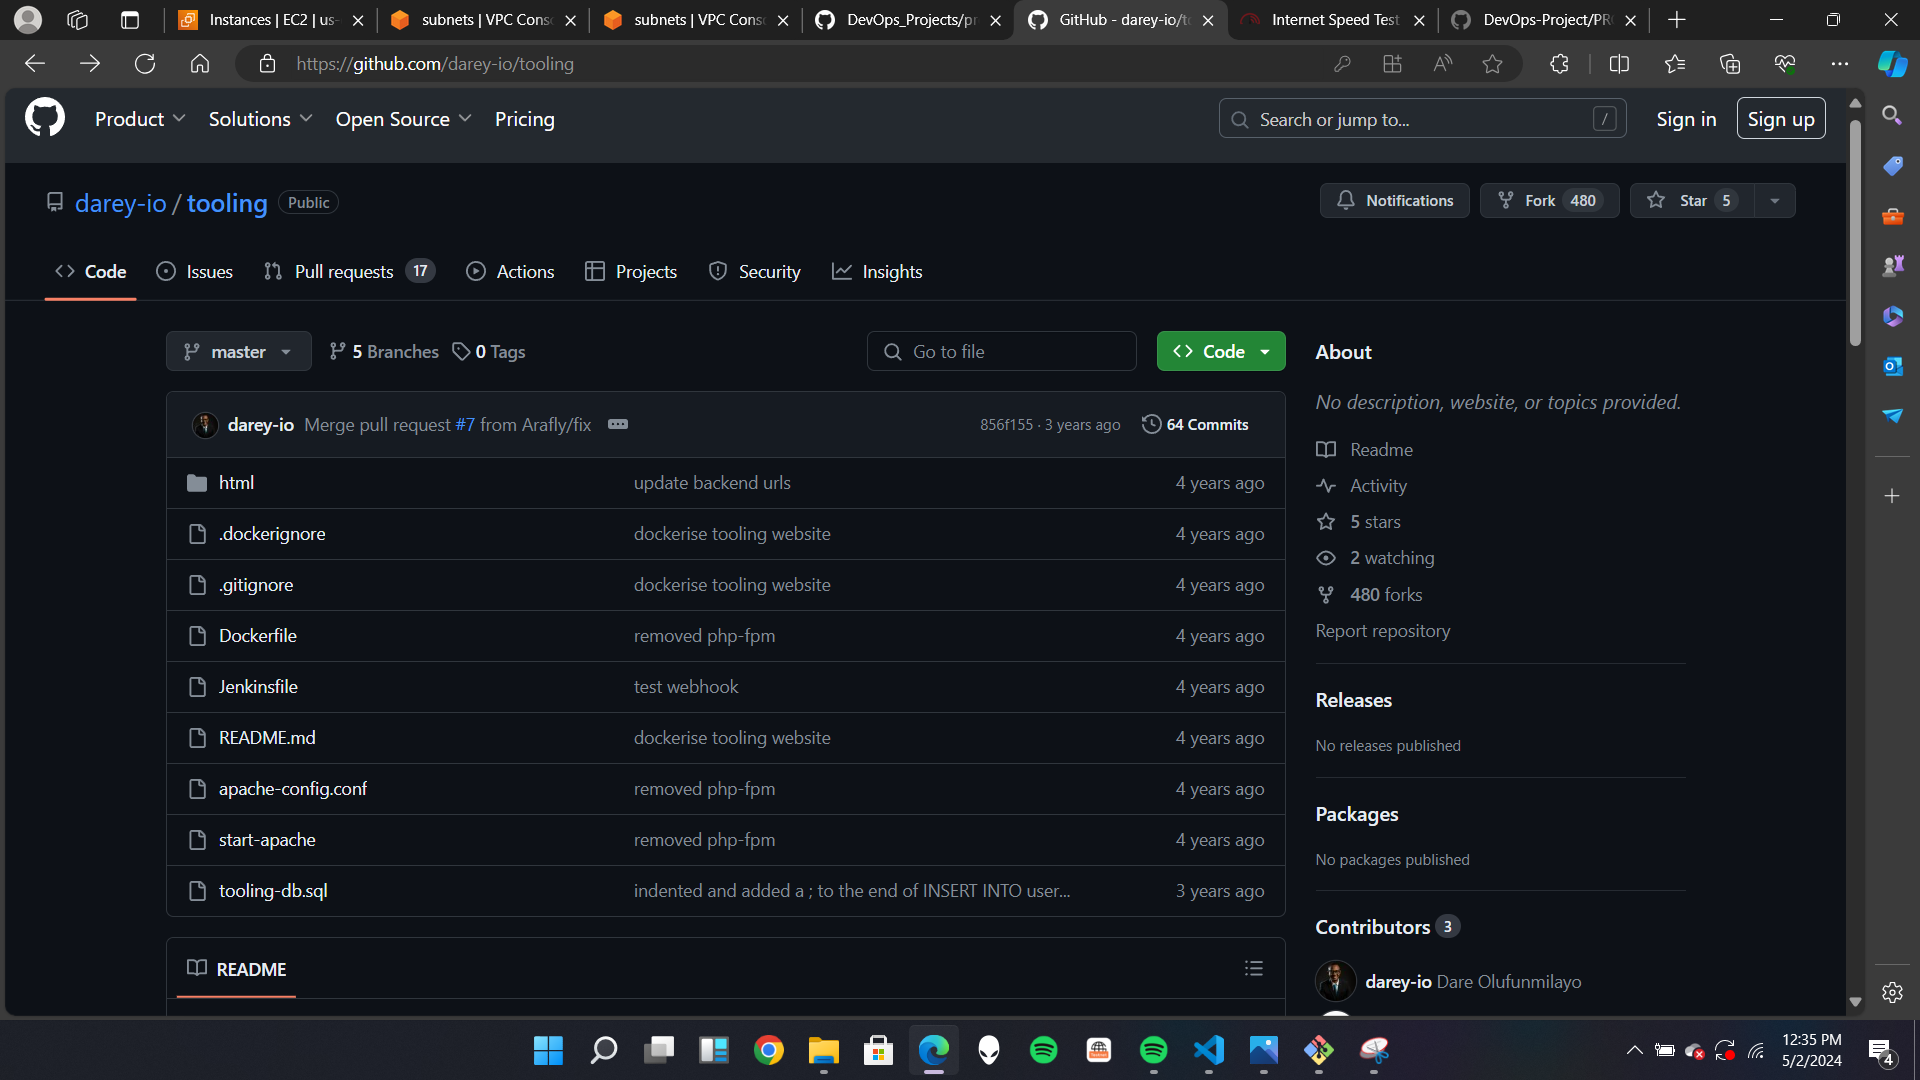 Instances | EC2 | us-
subnets | VPC Conso
subnets | VPC Conso
DevOps_Projects/pr
GitHub - darey-io/to
Internet Speed Test
DevOps-Project/PR
https://github.com/darey-io/tooling
Product
Solutions
Open Source
Pricing
Search or jump to...
/
Sign in
Sign up
darey-io / tooling
Public
Notifications
Fork 480
Star 5
Code
Issues
Pull requests 17
Actions
Projects
Security
Insights
master
5 Branches
0 Tags
Go to file
Code
darey-io Merge pull request #7 from Arafly/fix
856f155 · 3 years ago
64 Commits
html update backend urls 4 years ago
.dockerignore dockerise tooling website 4 years ago
.gitignore dockerise tooling website 4 years ago
Dockerfile removed php-fpm 4 years ago
Jenkinsfile test webhook 4 years ago
README.md dockerise tooling website 4 years ago
apache-config.conf removed php-fpm 4 years ago
start-apache removed php-fpm 4 years ago
tooling-db.sql indented and added a ; to the end of INSERT INTO user... 3 years ago
README
About
No description, website, or topics provided.
Readme
Activity
5 stars
2 watching
480 forks
Report repository
Releases
No releases published
Packages
No packages published
Contributors 3
darey-io Dare Olufunmilayo
12:35 PM
5/2/2024
4